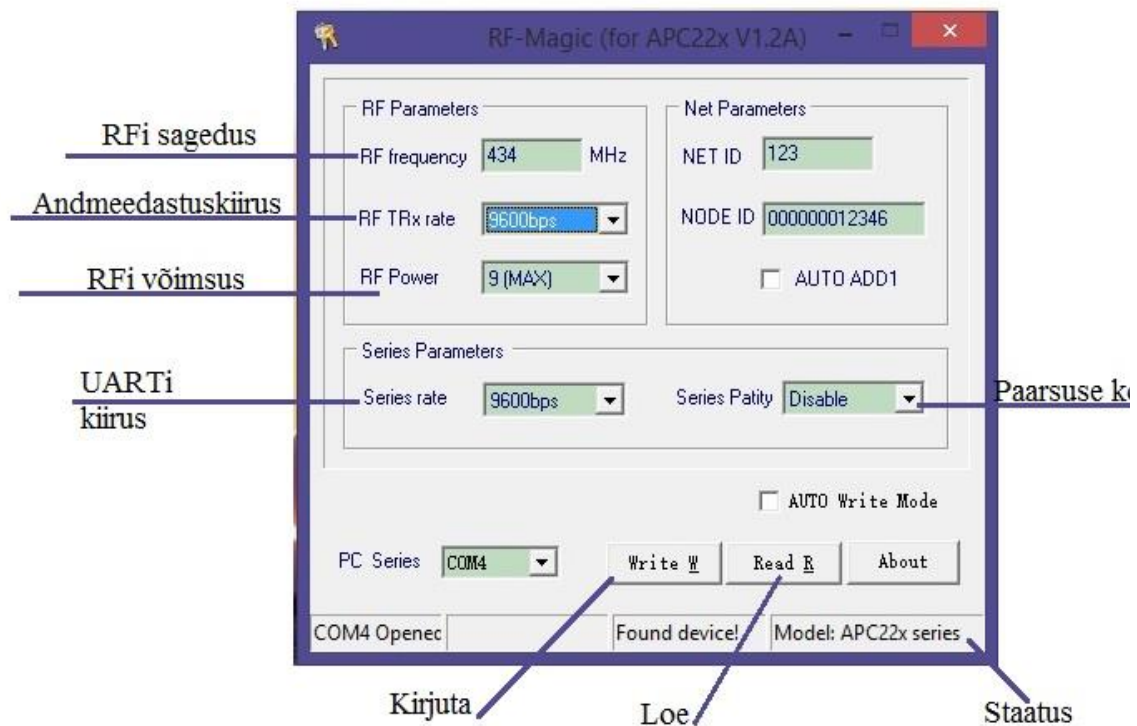 RF-Magic (for APC22x V1.2A)
RF Parameters
Net Parameters
RFi sagedus
RF frequency 434 MHz
NET ID 123
Andmeedastuskiirus
RF TRx rate 9600bps
NODE ID 000000012346
RFi võimsus
RF Power 9 (MAX)
AUTO ADD1
Series Parameters
UARTi
kiirus
Series rate 9600bps
Series Patity Disable
Paarsuse
AUTO Write Mode
PC Series COM4
Write W
Read R
About
COM4 Opened
Found device!
Model: APC22x series
Kirjuta
Loe
Staatus